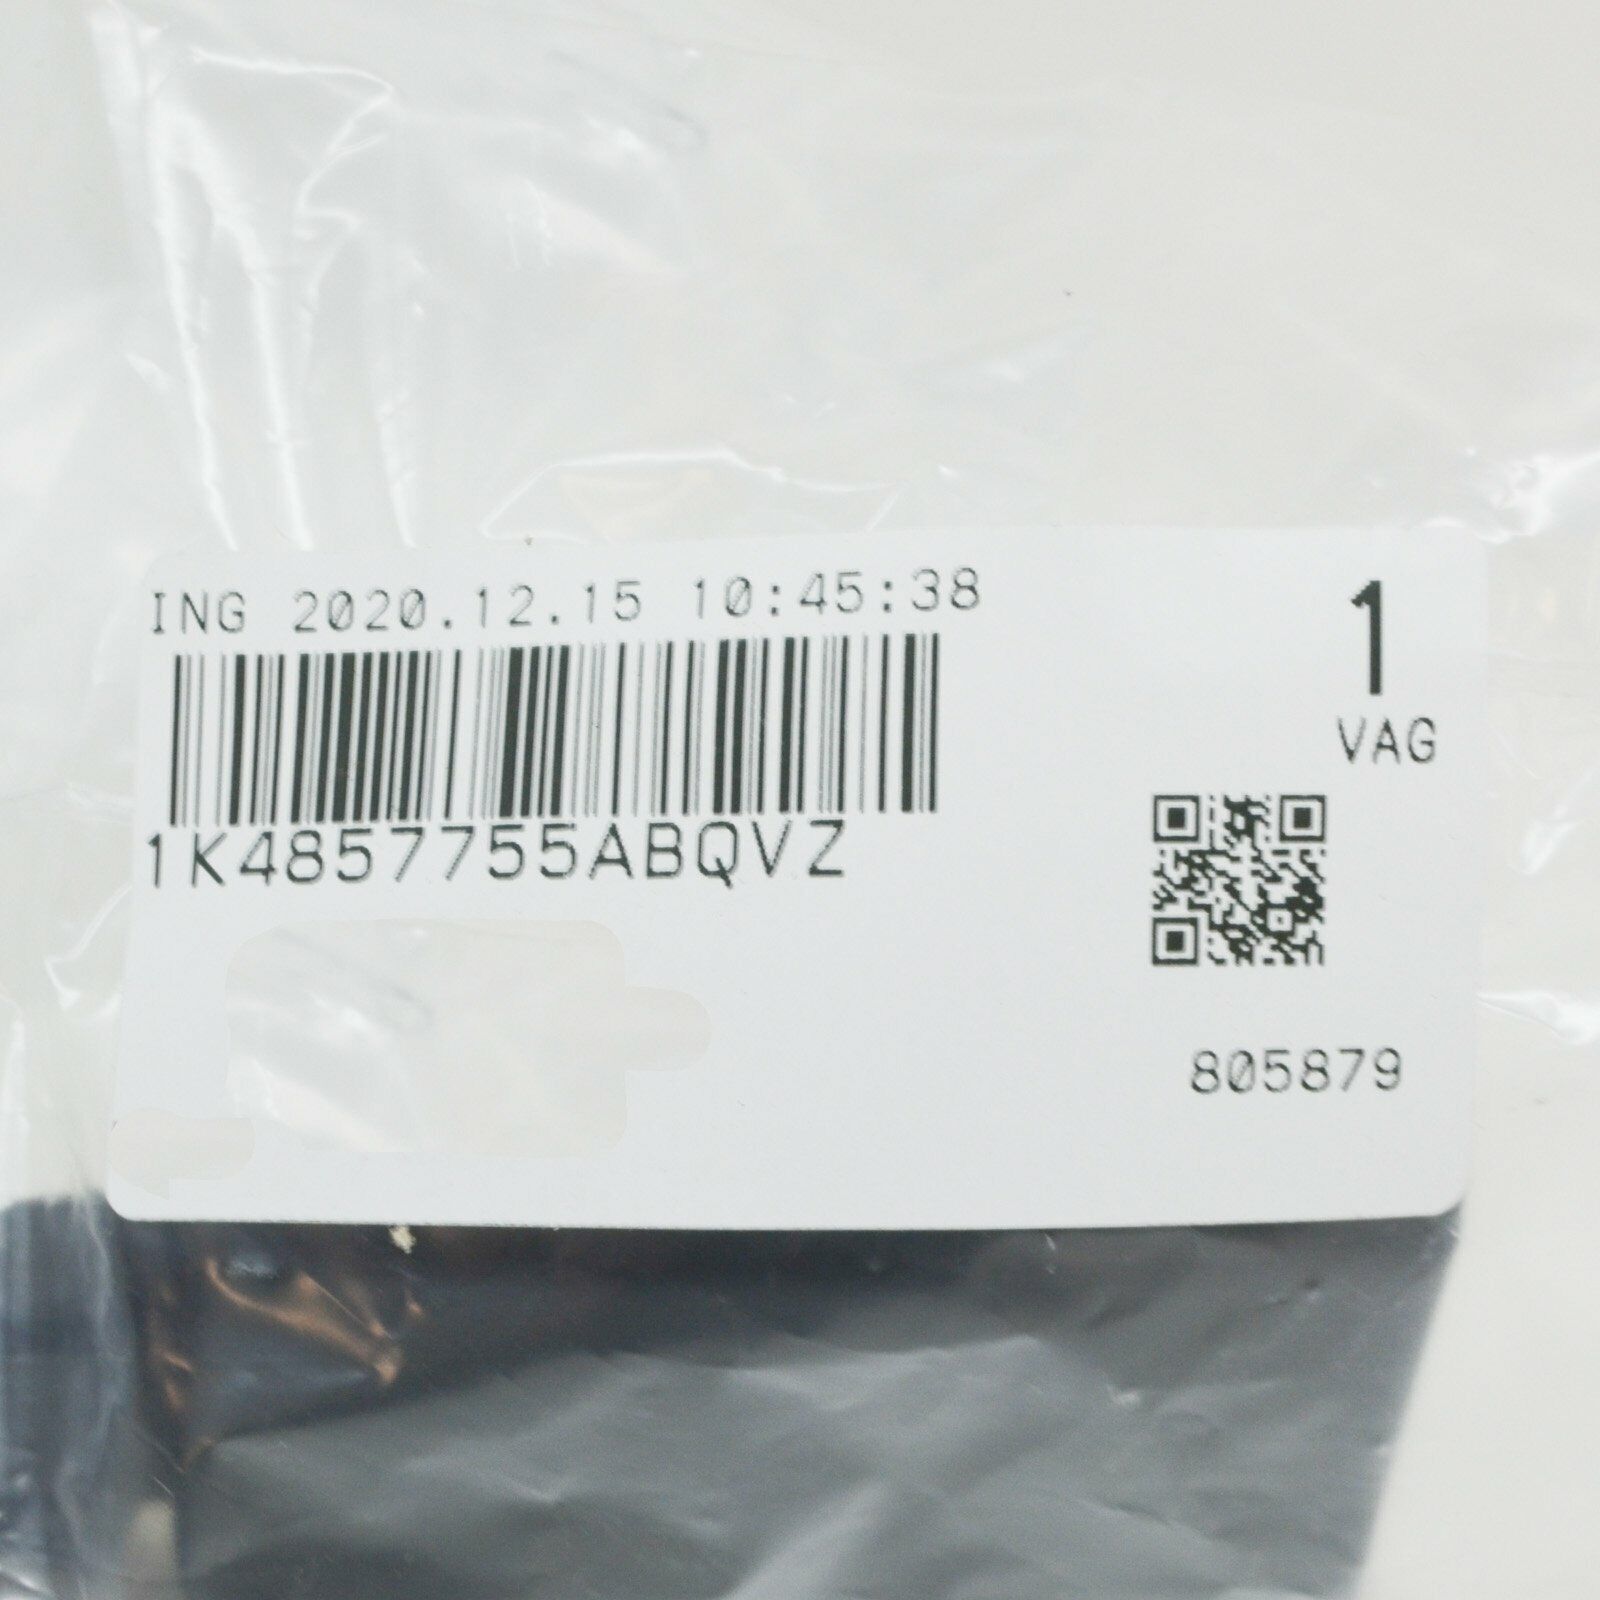 ING 2020.12.15 10:45:38
1
VAG
1K4857755ABQVZ
805879